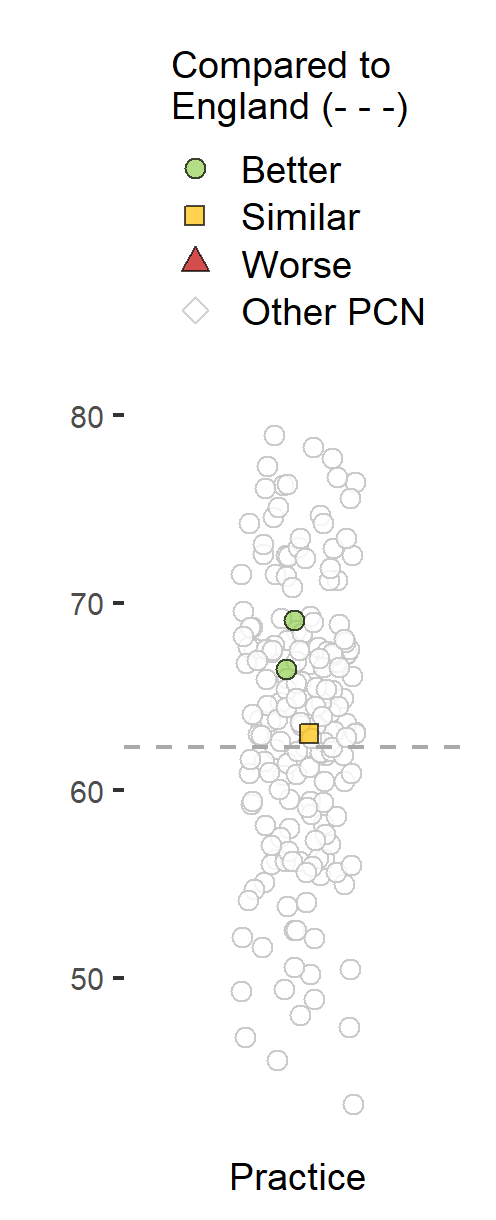 Compared to
England (- - -)
Better
Similar
Worse
Other PCN
80
70
60
50
Practice